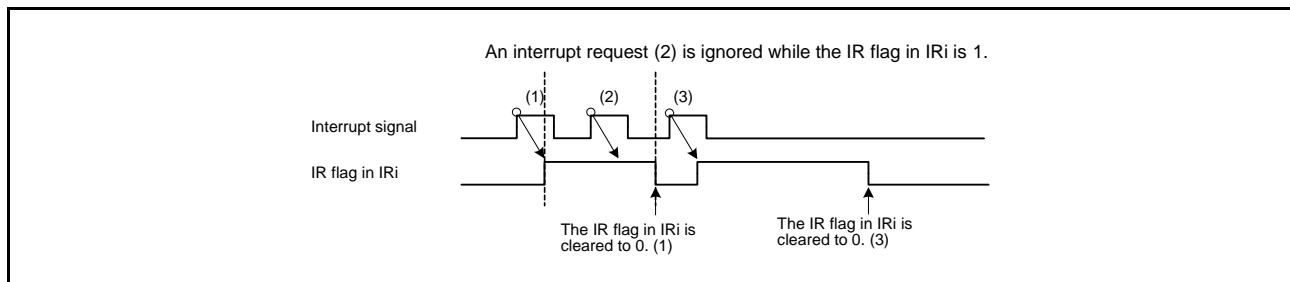 An interrupt request (2) is ignored while the IR flag in IRi is 1.
(1) (2) (3)
Interrupt signal
IR flag in IRi
The IR flag in IRi is
cleared to 0. (1)
The IR flag in IRi is
cleared to 0. (3)